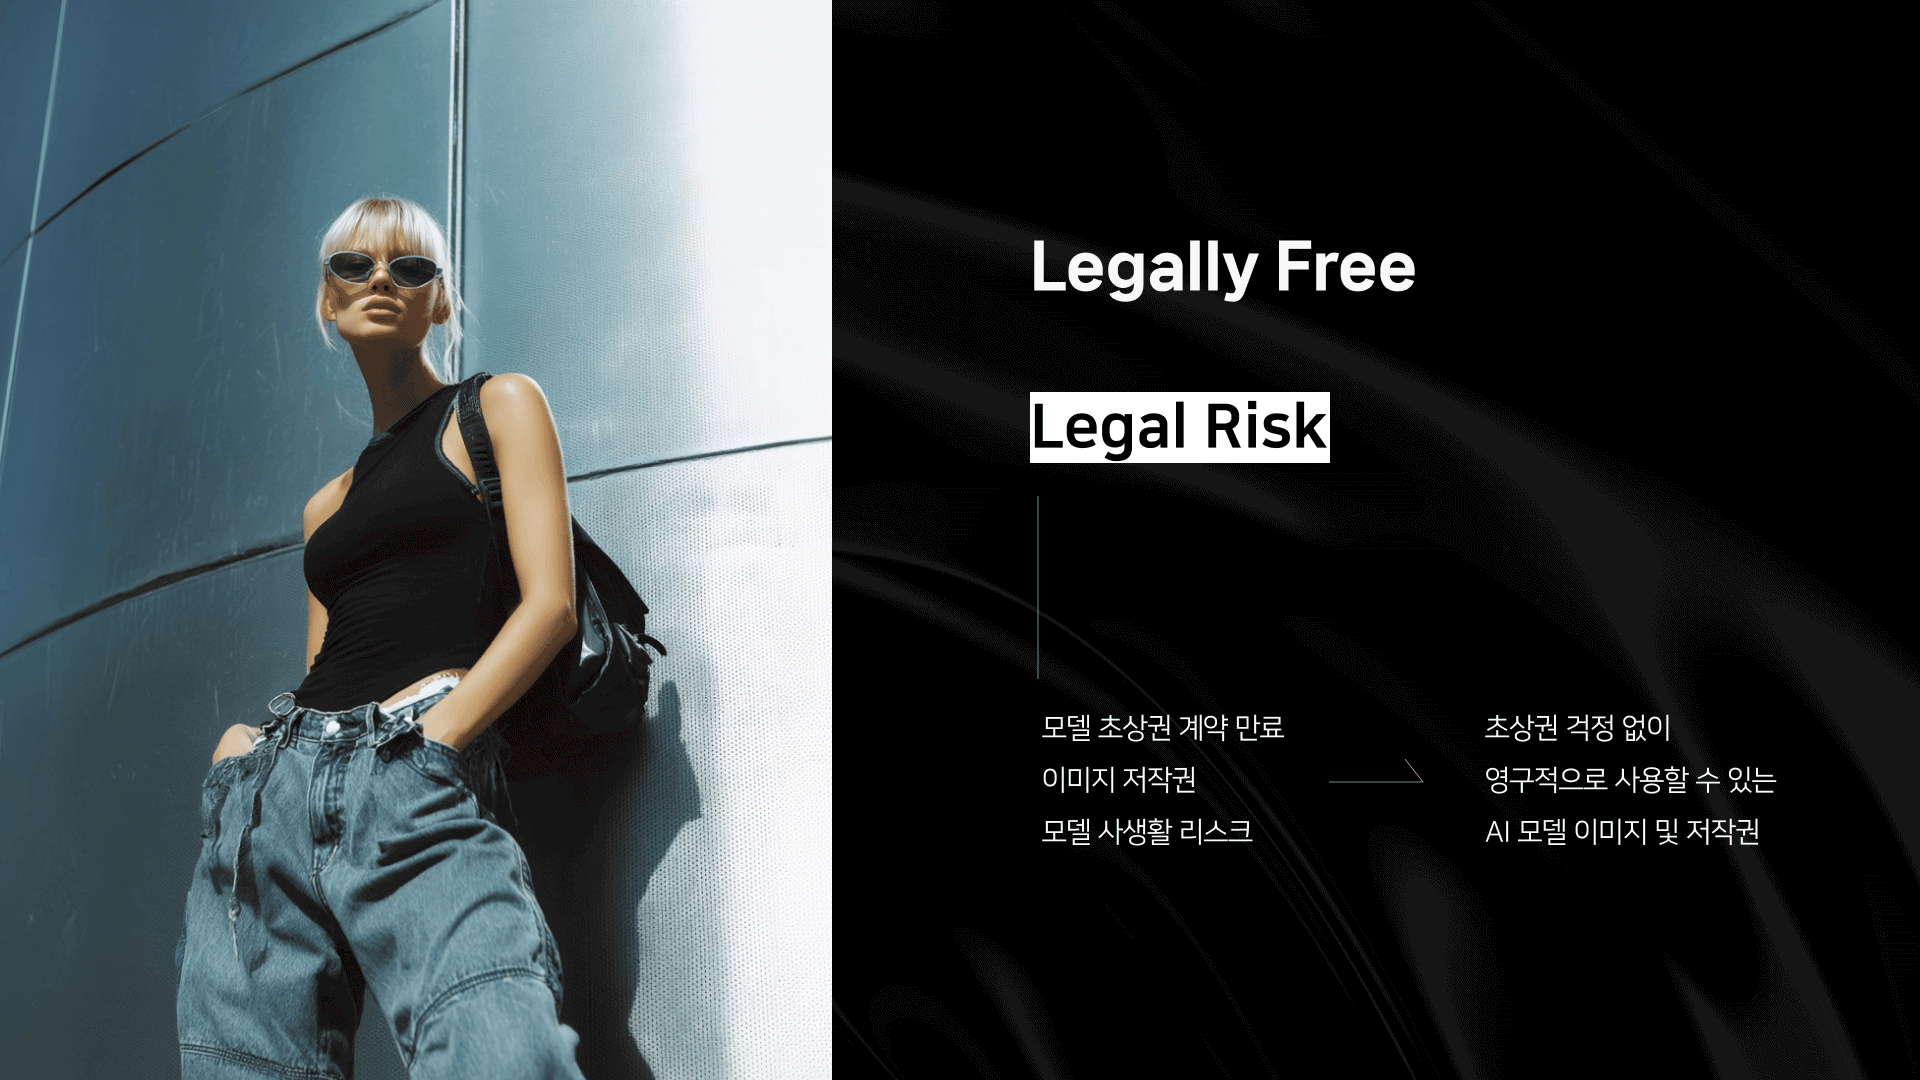 Legally Free
Legal Risk
모델 초상권 계약 만료
이미지 저작권
모델 사생활 리스크
초상권 걱정 없이
영구적으로 사용할 수 있는
AI 모델 이미지 및 저작권